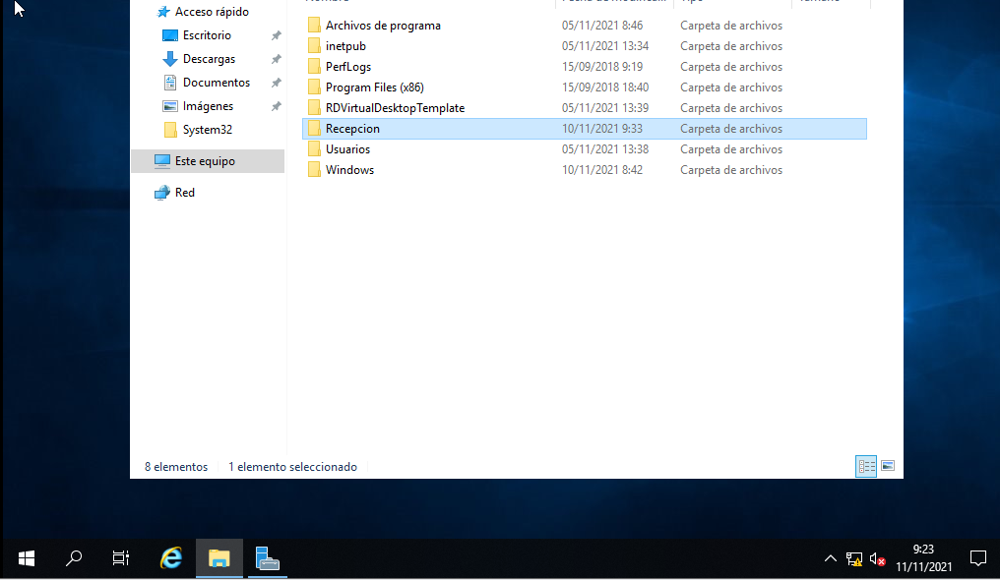 Acceso rápido
Escritorio
Descargas
Documentos
Imágenes
System32
Este equipo
Red
Archivos de programa 05/11/2021 8:46 Carpeta de archivos
inetpub 05/11/2021 13:34 Carpeta de archivos
PerfLogs 15/09/2018 9:19 Carpeta de archivos
Program Files (x86) 15/09/2018 18:40 Carpeta de archivos
RDVirtualDesktopTemplate 05/11/2021 13:39 Carpeta de archivos
Recepcion 10/11/2021 9:33 Carpeta de archivos
Usuarios 05/11/2021 13:38 Carpeta de archivos
Windows 10/11/2021 8:42 Carpeta de archivos
8 elementos 1 elemento seleccionado
9:23
11/11/2021